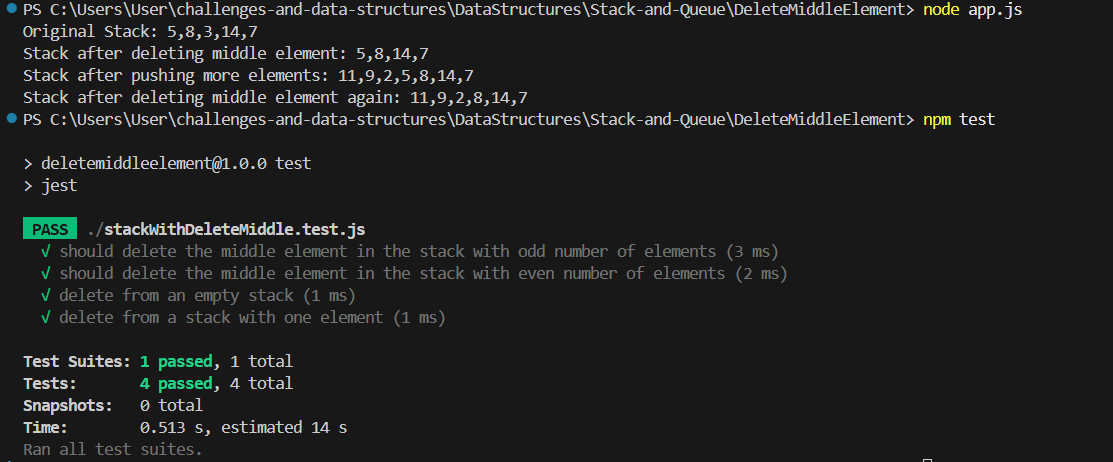 PS C:\Users\User\challenges-and-data-structures\DataStructures\Stack-and-Queue\DeleteMiddleElement> node app.js
Original Stack: 5,8,3,14,7
Stack after deleting middle element: 5,8,14,7
Stack after pushing more elements: 11,9,2,5,8,14,7
Stack after deleting middle element again: 11,9,2,8,14,7
PS C:\Users\User\challenges-and-data-structures\DataStructures\Stack-and-Queue\DeleteMiddleElement> npm test
> deletemiddleelement@1.0.0 test
> jest
PASS ./stackWithDeleteMiddle.test.js
√ should delete the middle element in the stack with odd number of elements (3 ms)
√ should delete the middle element in the stack with even number of elements (2 ms)
√ delete from an empty stack (1 ms)
√ delete from a stack with one element (1 ms)
Test Suites: 1 passed, 1 total
Tests: 4 passed, 4 total
Snapshots: 0 total
Time: 0.513 s, estimated 14 s
Ran all test suites.